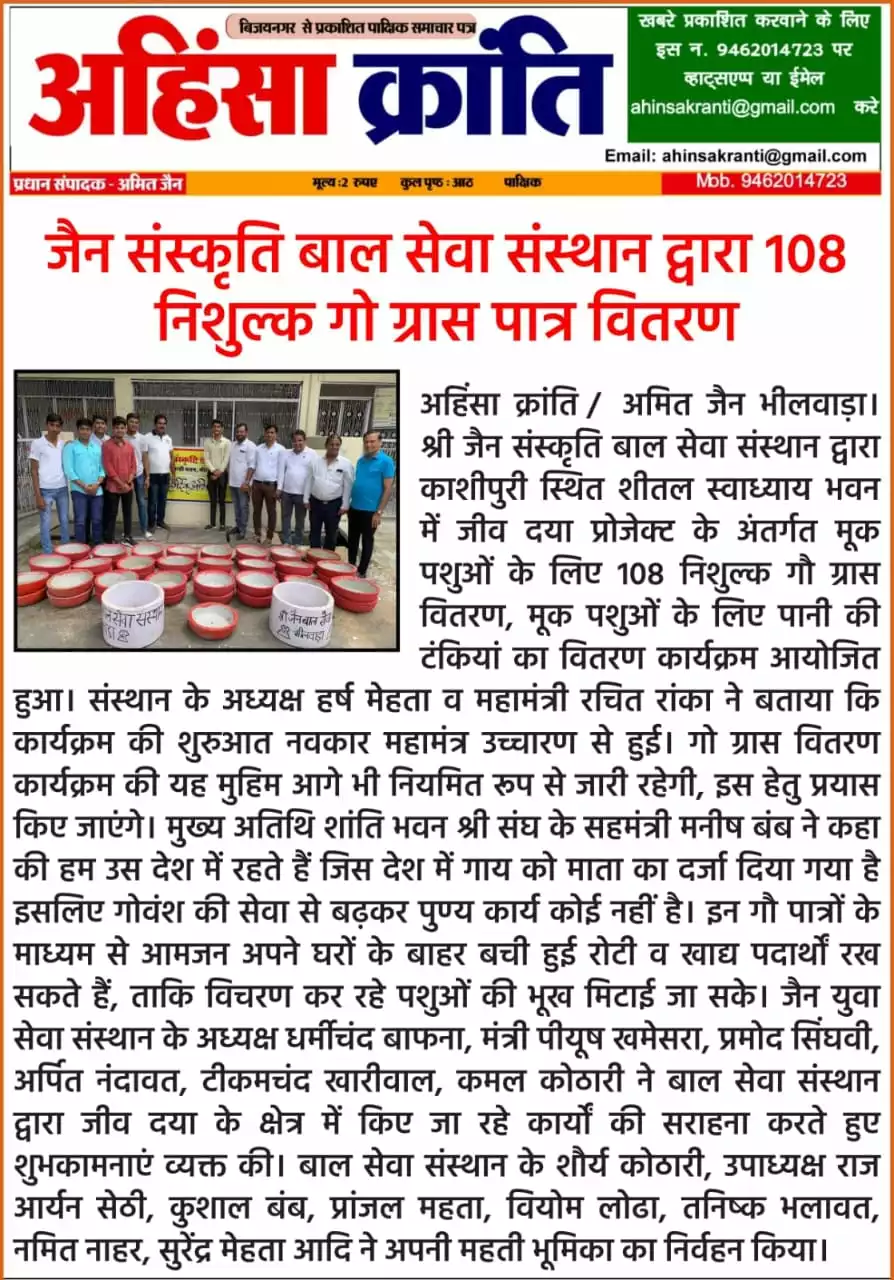 बिजयनगर से प्रकाशित पाक्षिक समाचार पत्र
अहिंसा क्रांति
खबरे प्रकाशित करवाने के लिए
इस न. 9462014723 पर
व्हाट्सएप्प या ईमेल
ahinsakranti@gmail.com करे
Email: ahinsakranti@gmail.com
प्रधान संपादक - अमित जैन
मूल्य :2 रुपए कुल पृष्ठ : आठ पाक्षिक
Mob. 9462014723
जैन संस्कृति बाल सेवा संस्थान द्वारा 108
निशुल्क गो ग्रास पात्र वितरण
अहिंसा क्रांति / अमित जैन भीलवाड़ा।
श्री जैन संस्कृति बाल सेवा संस्थान द्वारा
काशीपुरी स्थित शीतल स्वाध्याय भवन
में जीव दया प्रोजेक्ट के अंतर्गत मूक
पशुओं के लिए 108 निशुल्क गौ ग्रास
वितरण, मूक पशुओं के लिए पानी की
टंकियां का वितरण कार्यक्रम आयोजित
हुआ। संस्थान के अध्यक्ष हर्ष मेहता व महामंत्री रचित रांका ने बताया कि
कार्यक्रम की शुरुआत नवकार महामंत्र उच्चारण से हुई। गो ग्रास वितरण
कार्यक्रम की यह मुहिम आगे भी नियमित रूप से जारी रहेगी, इस हेतु प्रयास
किए जाएंगे। मुख्य अतिथि शांति भवन श्री संघ के सहमंत्री मनीष बंब ने कहा
की हम उस देश में रहते हैं जिस देश में गाय को माता का दर्जा दिया गया है
इसलिए गोवंश की सेवा से बढ़कर पुण्य कार्य कोई नहीं है। इन गौ पात्रों के
माध्यम से आमजन अपने घरों के बाहर बची हुई रोटी व खाद्य पदार्थों रख
सकते हैं, ताकि विचरण कर रहे पशुओं की भूख मिटाई जा सके। जैन युवा
सेवा संस्थान के अध्यक्ष धर्मीचंद बाफना, मंत्री पीयूष खमेसरा, प्रमोद सिंघवी,
अर्पित नंदावत, टीकमचंद खारीवाल, कमल कोठारी ने बाल सेवा संस्थान
द्वारा जीव दया के क्षेत्र में किए जा रहे कार्यों की सराहना करते हुए
शुभकामनाएं व्यक्त की। बाल सेवा संस्थान के शौर्य कोठारी, उपाध्यक्ष राज
आर्यन सेठी, कुशाल बंब, प्रांजल महता, वियोम लोढा, तनिष्क भलावत,
नमित नाहर, सुरेंद्र मेहता आदि ने अपनी महती भूमिका का निर्वहन किया।